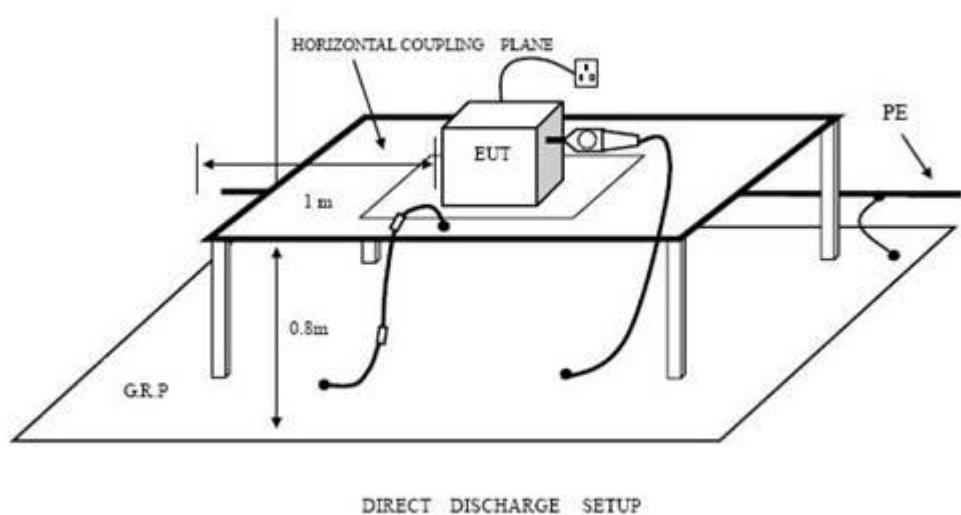 HORIZONTAL COUPLING PLANE
PE
EUT
1 m
0.8m
G.R.P
DIRECT DISCHARGE SETUP